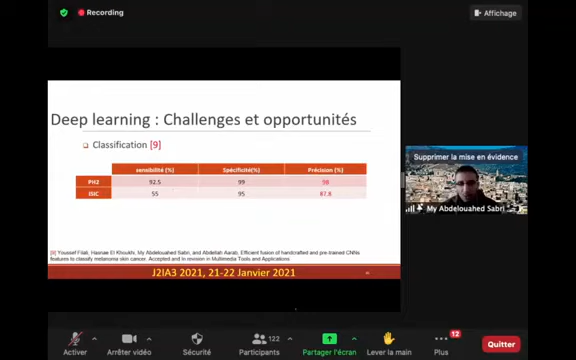 Recording
Affichage
Deep learning : Challenges et opportunités
Classification [9]
sensibilité (%) Spécificité(%) Précision (%)
PH2 92.5 99 98
ISIC 55 95 87.8
[9] Youssef Filali, Hasnae El Khoukhi, My Abdelouahed Sabri, and Abdellah Aarab, Efficient fusion of handcrafted and pre-trained CNNs
features to classify melanoma skin cancer. Accepted and in revision in Multimedia Tools and Applications
J2IA3 2021, 21-22 Janvier 2021
Supprimer la mise en évidence
My Abdelouahed Sabri
Activer
Arrêter vidéo
Sécurité
122
Participants
Partager l'écran
Lever la main
12
Plus
Quitter